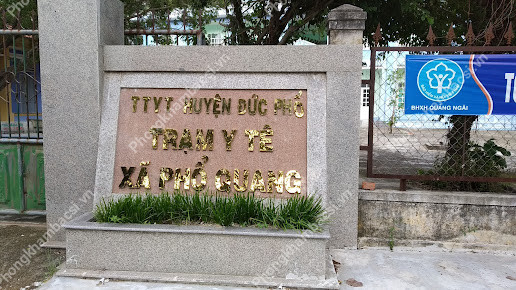 TTYT HUYỆN ĐỨC PHỔ
TRẠM Y TẾ
XÃ PHỔ QUANG
BHXH QUẢNG NGÃI